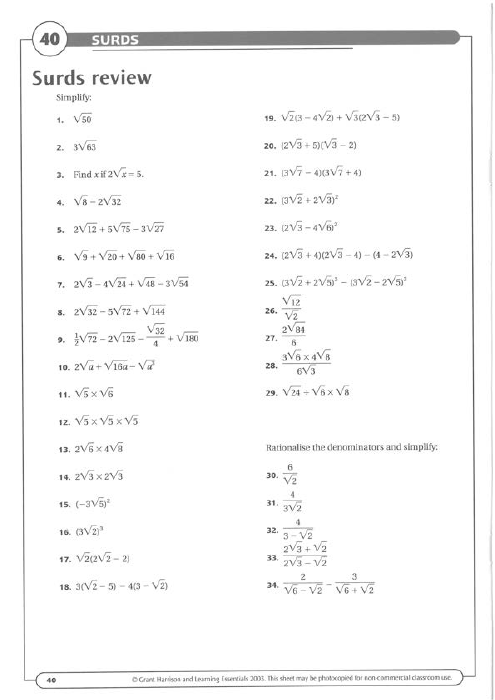 40 SURDS
Surds review
Simplify:
1. √50
2. 3√63
3. Find x if 2√x = 5.
4. √8 – 2√32
5. 2√12 + 5√75 – 3√27
6. √9 + √20 + √80 + √16
7. 2√3 – 4√24 + √48 – 3√54
8. 2√32 – 5√72 + √144
9. ½√72 – 2√125 – √32/4 + √180
10. 2√a + √16a –
11. √5 × √6
12. √5 × √5 × √5
13. 2√6 × 4√8
14. 2√3 × 2√3
15. (–3√5)²
16. (3√2)³
17. √2(2√2 – 2)
18. 3(√2 – 5) – 4(3 – √2)
19. √2(3 – 4√2) + √3(2√3 – 5)
20. (2√3 + 5)(√3 – 2)
21. (3√7 – 4)(3√7 + 4)
22. (3√2 + 2√3)²
23. (2√3 – 4√6)²
24. (2√3 + 4)(2√3 – 4) – (4 – 2√3)
25. (3√2 + 2√5)² – (3√2 – 2√5)²
26. √12/√2
27. 2√84/6
28. 3√6 × 4√8/6√3
29. √24 ÷ √6 × √8
Rationalise the denominators and simplify:
30. 6/√2
31. 4/3√2
32. 4/3 – √2
33. 2√3 + √2/2√3 – √2
34. 2/√6 – √2 – 3/√6 + √2
40 © Grant Harrison and Learning Essentials 2003. This sheet may be photocopied for non-commercial classroom use.